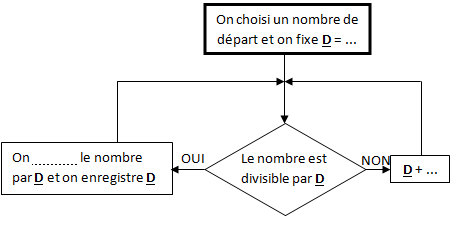 On choisi un nombre de
départ et on fixe D = ...
On ........... le nombre
par D et on enregistre D
OUI
Le nombre est
divisible par D
NON
D + ...